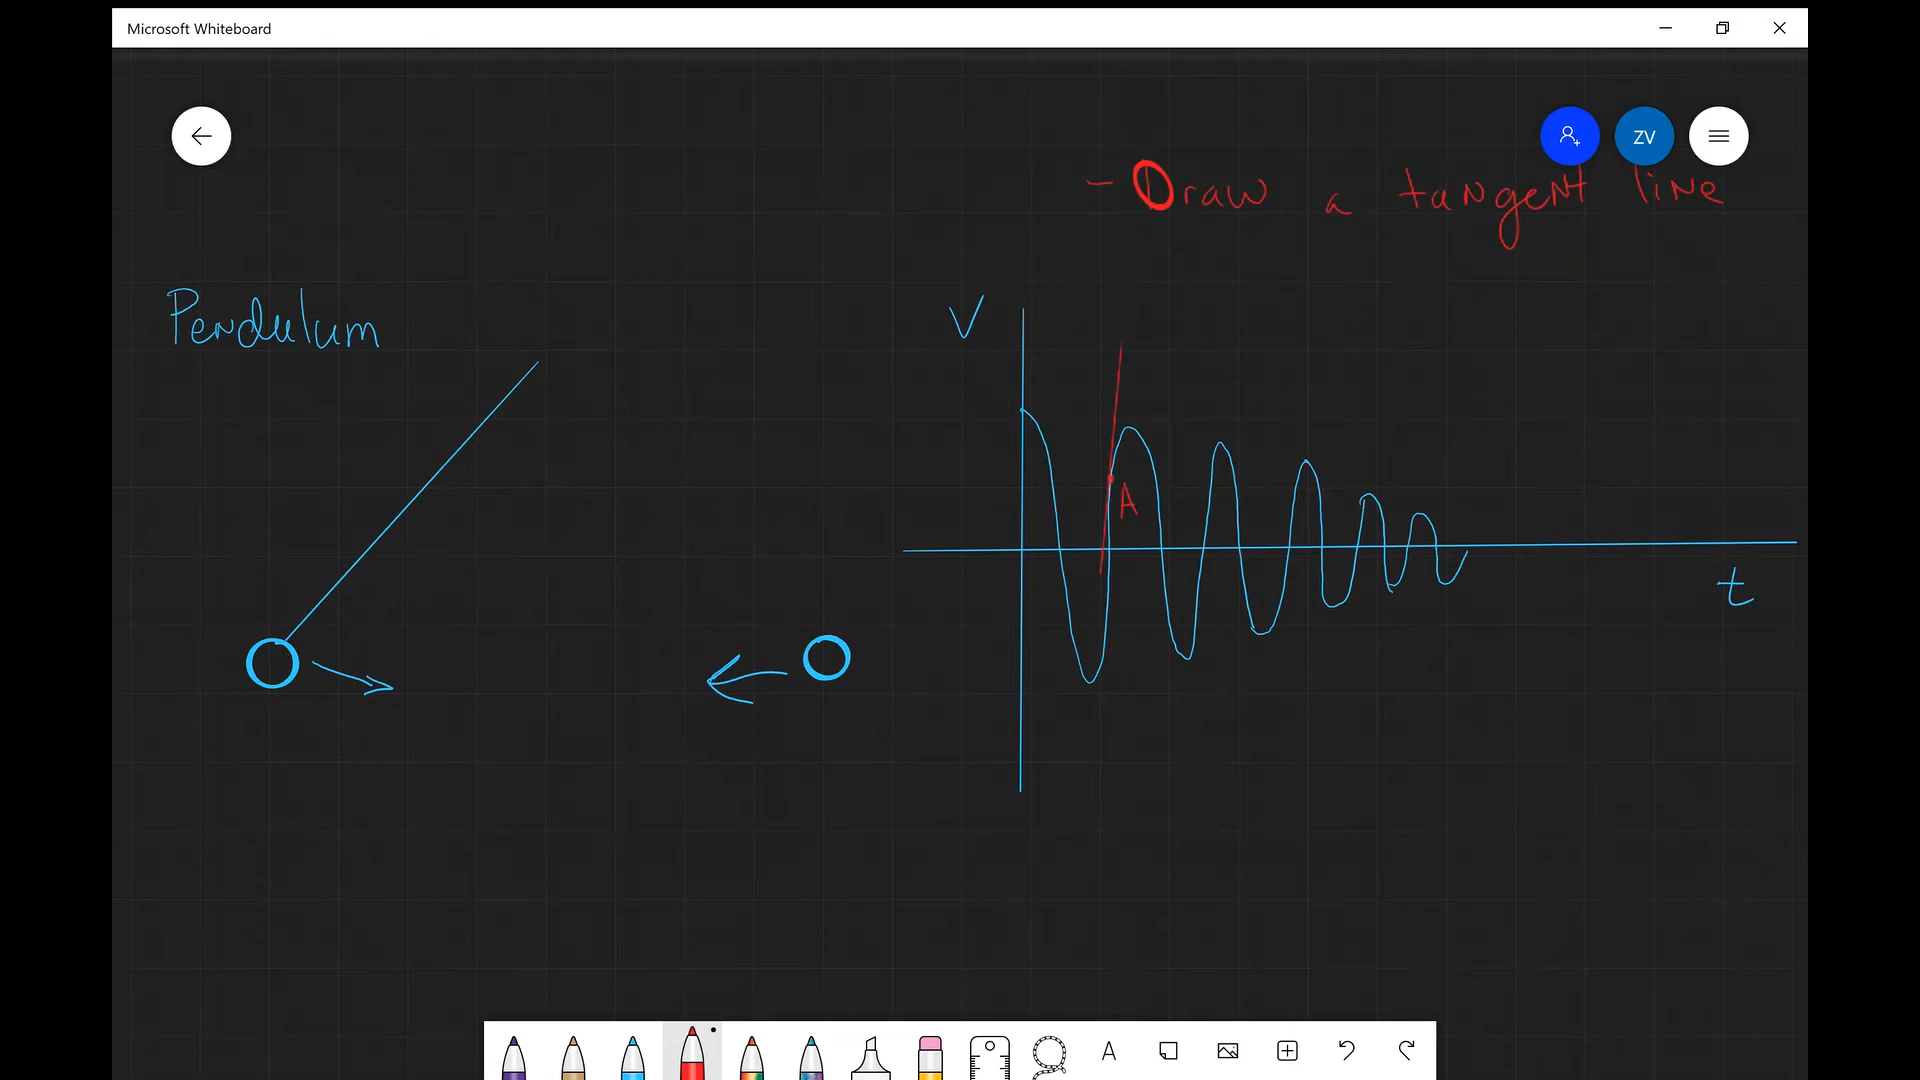 Microsoft Whiteboard
ZV
- Draw a tangent line
Pendulum
V
A
t
A